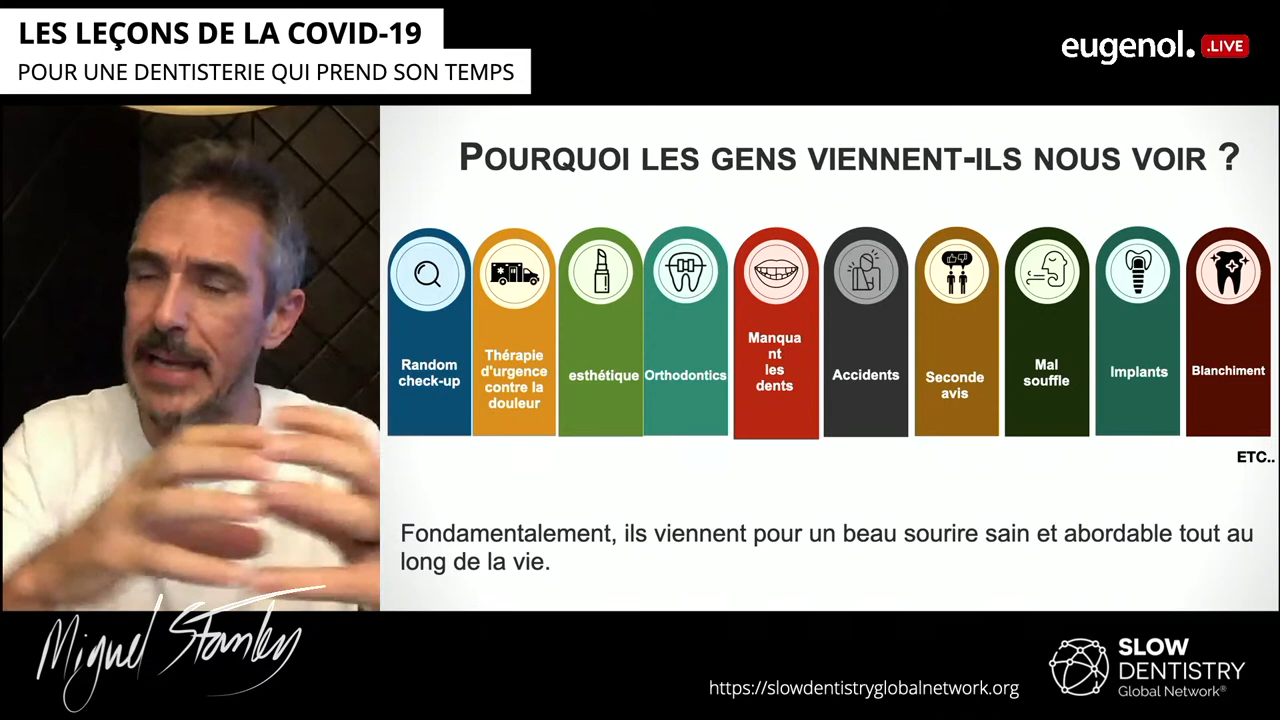 LES LEÇONS DE LA COVID-19
POUR UNE DENTISTERIE QUI PREND SON TEMPS
eugenol. .LIVE
POURQUOI LES GENS VIENNENT-ILS NOUS VOIR ?
Random
check-up
Thérapie
d'urgence
contre la
douleur
esthétique
Orthodontics
Manqua
nt
les
dents
Accidents
Seconde
avis
Mal
souffle
Implants
Blanchiment
ETC..
Fondamentalement, ils viennent pour un beau sourire sain et abordable tout au
long de la vie.
Miguel Stanley
https://slowdentistryglobalnetwork.org
SLOW
DENTISTRY
Global Network®